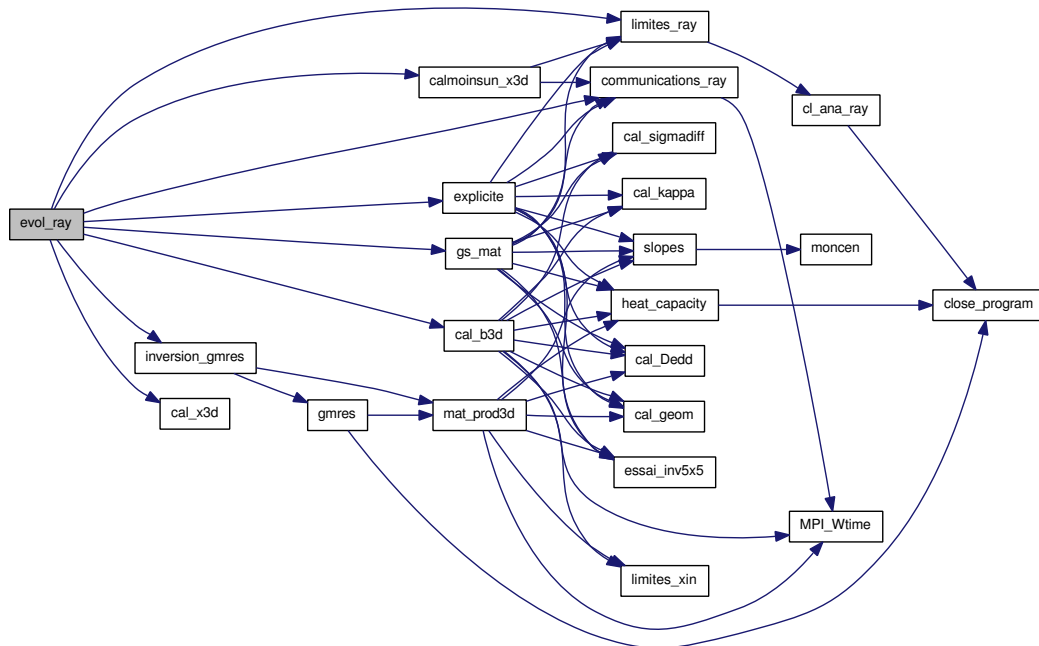 limites_ray
calmoinsun_x3d
communications_ray
cl_ana_ray
cal_sigmadiff
explicite
cal_kappa
evol_ray
gs_mat
slopes
moncen
heat_capacity
close_program
cal_b3d
inversion_gmres
cal_Dedd
cal_x3d
gmres
mat_prod3d
cal_geom
essai_inv5x5
MPI_Wtime
limites_xin